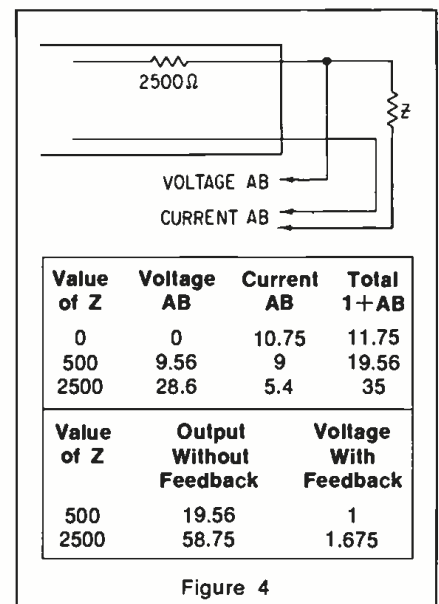 2500Ω
Z
VOLTAGE AB
CURRENT AB
Value Voltage Current Total
of Z AB AB 1+AB
0 0 10.75 11.75
500 9.56 9 19.56
2500 28.6 5.4 35
Value Output Voltage
of Z Without With
Feedback Feedback
500 19.56 1
2500 58.75 1.675
Figure 4